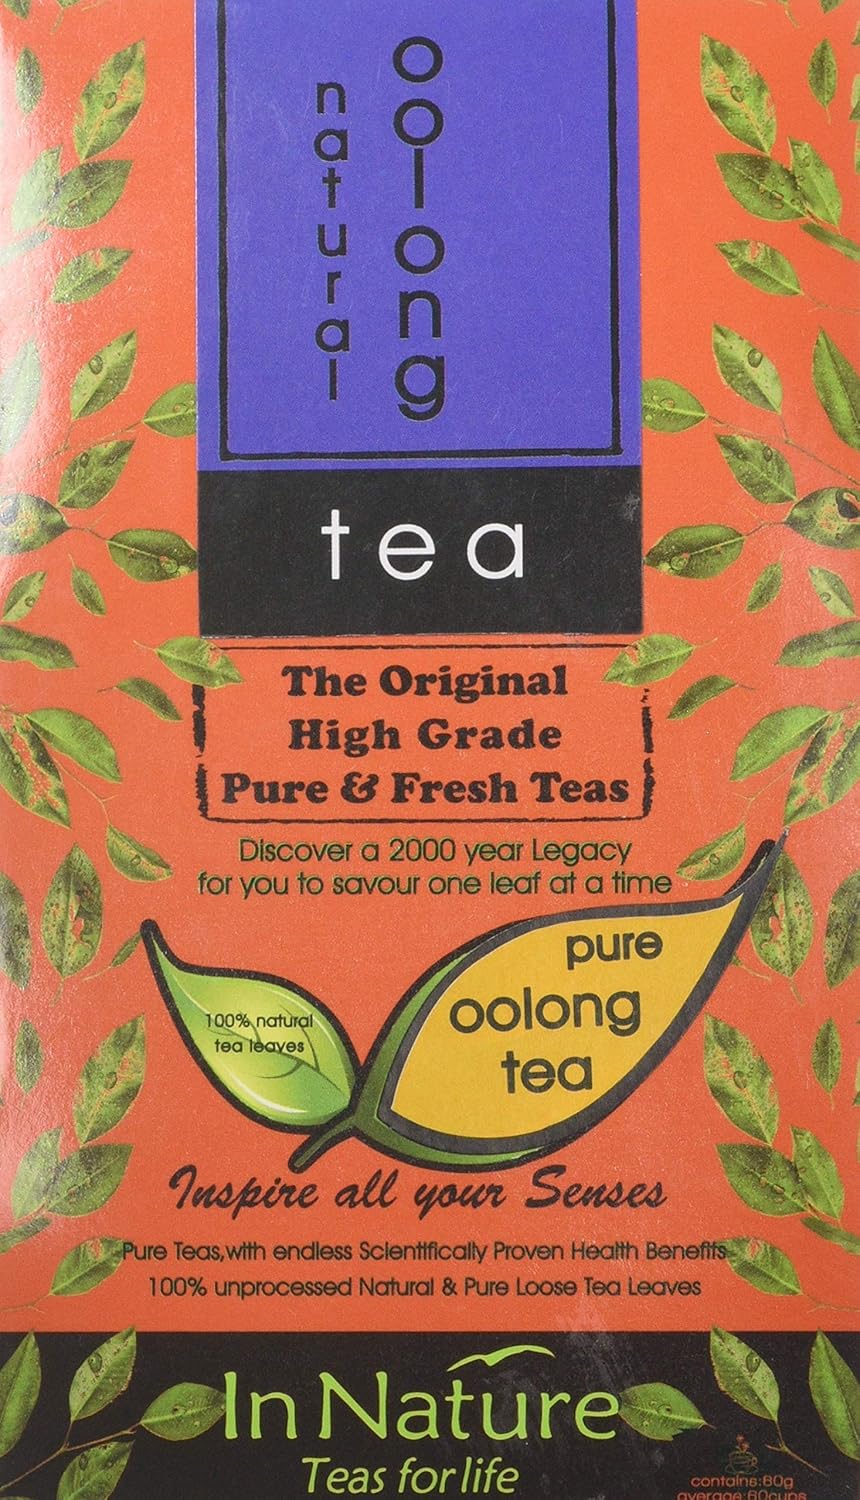 natural
oolong
tea
The Original
High Grade
Pure & Fresh Teas
Discover a 2000 year Legacy
for you to savour one leaf at a time
100% natural
tea leaves
pure
oolong
tea
Inspire all your Senses
Pure Teas,with endless Scientifically Proven Health Benefits
100% unprocessed Natural & Pure Loose Tea Leaves
In Nature
Teas for life
contains:60g
average:60cups